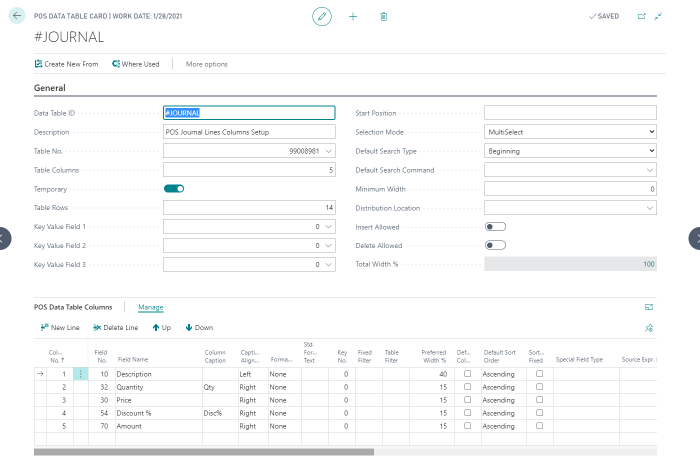 POS DATA TABLE CARD | WORK DATE: 1/28/2021
SAVED
#JOURNAL
Create New From Where Used More options
General
Data Table ID #JOURNAL Start Position
Description POS Journal Lines Columns Setup Selection Mode MultiSelect
Table No. 99008981 Default Search Type Beginning
Table Columns 5 Default Search Command
Temporary Minimum Width 0
Table Rows 14 Distribution Location
Key Value Field 1 0 Insert Allowed
Key Value Field 2 0 Delete Allowed
Key Value Field 3 0 Total Width % 100
POS Data Table Columns Manage
New Line Delete Line Up Down
Col... No. ↑ Field No. Field Name Column Caption Capti... Align... Forma... Std. For... Text Key No. Fixed Filter Table Filter Preferred Width % Def... Col... Default Sort Order Sort... Fixed Special Field Type Source Expr.
→ 1 10 Description Left None 0 40 Ascending
2 32 Quantity Qty Right None 0 15 Ascending
3 30 Price Right None 0 15 Ascending
4 54 Discount % Disc% Right None 0 15 Ascending
5 70 Amount Right None 0 15 Ascending